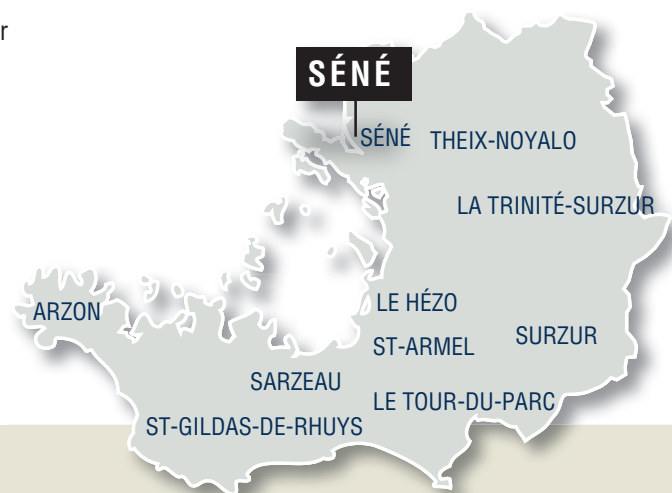 r
SÉNÉ
SÉNÉ
THEIX-NOYALO
LA TRINITÉ-SURZUR
ARZON
LE HÉZO
ST-ARMEL
SURZUR
SARZEAU
LE TOUR-DU-PARC
ST-GILDAS-DE-RHUYS